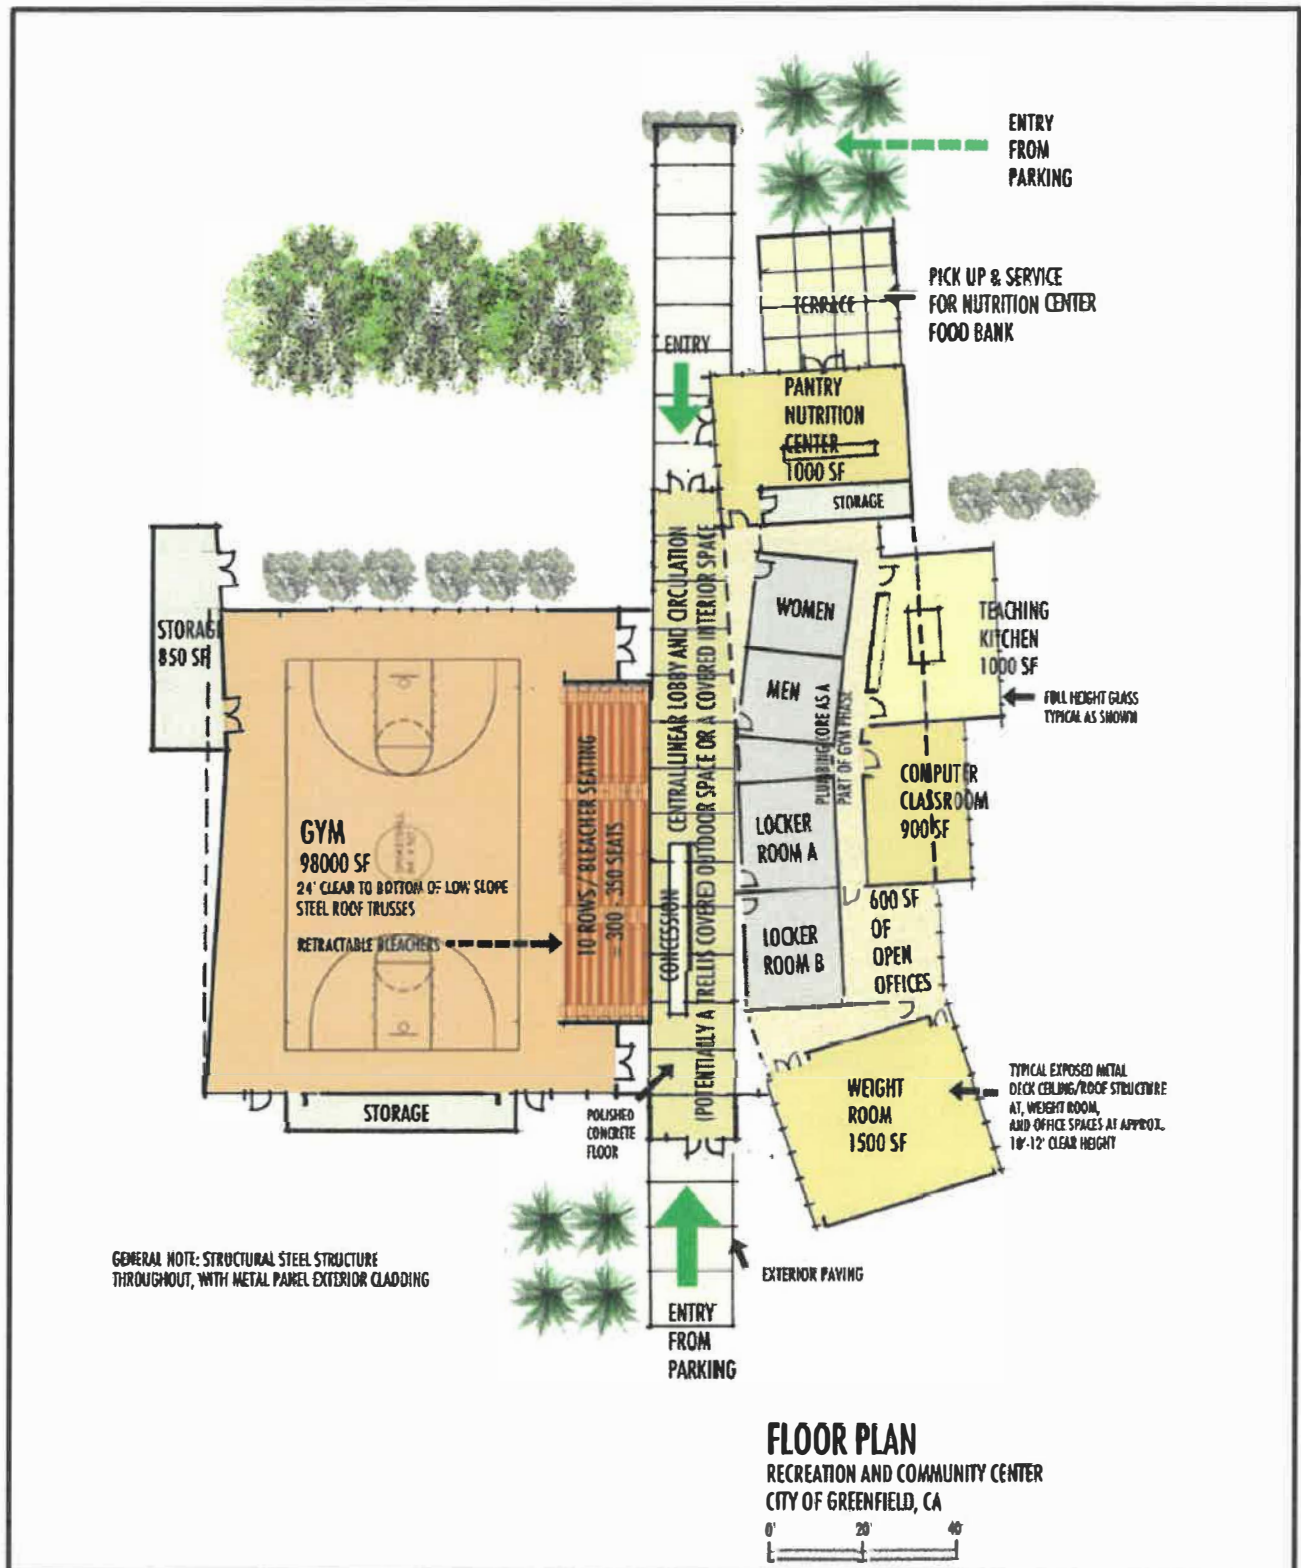 ENTRY
FROM
PARKING
PICK UP & SERVICE
FOR NUTRITION CENTER
FOOD BANK
TERRACE
ENTRY
PANTRY
NUTRITION
CENTER
1000 SF
STORAGE
STORAGE
850 SF
WOMEN
MEN
TEACHING
KITCHEN
1000 SF
FULL HEIGHT GLASS
TYPICAL AS SHOWN
PLUMBING CORE AS A
PART OF GYM PHASE
COMPUTER
CLASSROOM
900 SF
CENTRAL LINEAR LOBBY AND CIRCULATION
(POTENTIALLY A TRELLIS COVERED OUTDOOR SPACE OR A COVERED INTERIOR SPACE
10 ROWS / BLEACHER SEATING
= 300 - 350 SEATS
GYM
98000 SF
24' CLEAR TO BOTTOM OF LOW SLOPE
STEEL ROOF TRUSSES
RETRACTABLE BLEACHERS
CONCESSION
LOCKER
ROOM A
LOCKER
ROOM B
600 SF
OF
OPEN
OFFICES
WEIGHT
ROOM
1500 SF
TYPICAL EXPOSED METAL
DECK CEILING/ROOF STRUCTURE
AT, WEIGHT ROOM,
AND OFFICE SPACES AT APPROX.
10'-12' CLEAR HEIGHT
STORAGE
POLISHED
CONCRETE
FLOOR
GENERAL NOTE: STRUCTURAL STEEL STRUCTURE
THROUGHOUT, WITH METAL PANEL EXTERIOR CLADDING
EXTERIOR PAVING
ENTRY
FROM
PARKING
FLOOR PLAN
RECREATION AND COMMUNITY CENTER
CITY OF GREENFIELD, CA
0' 20' 40'